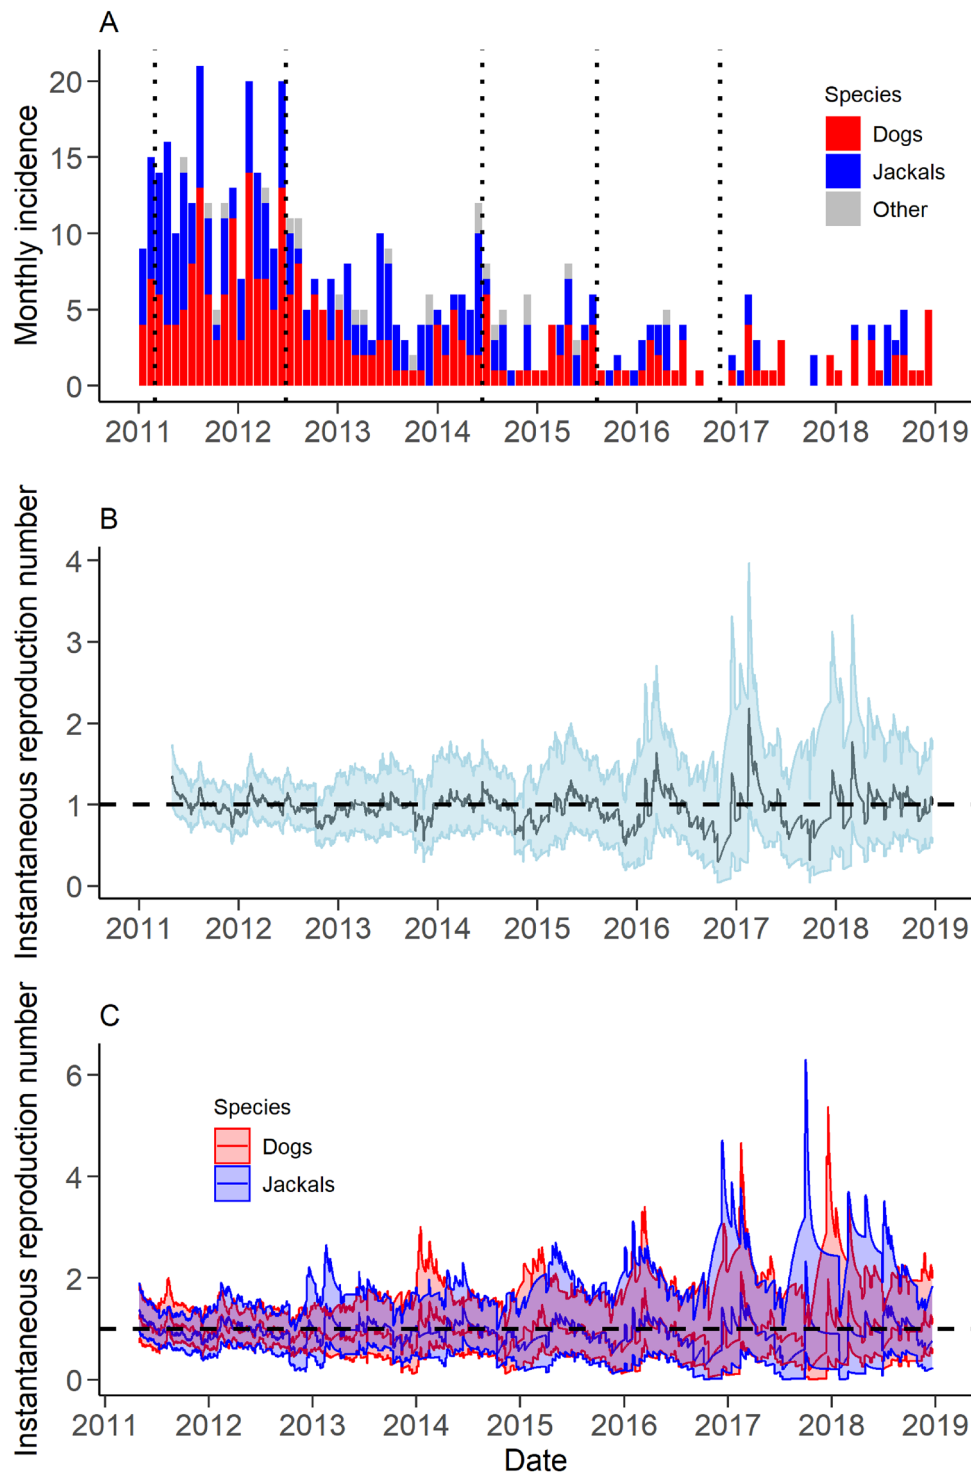 A
Monthly incidence
20
15
10
5
0
Species
Dogs
Jackals
Other
2011 2012 2013 2014 2015 2016 2017 2018 2019
B
Instantaneous reproduction number
4
3
2
1
0
2011 2012 2013 2014 2015 2016 2017 2018 2019
C
Instantaneous reproduction number
6
4
2
0
Species
Dogs
Jackals
2011 2012 2013 2014 2015 2016 2017 2018 2019
Date